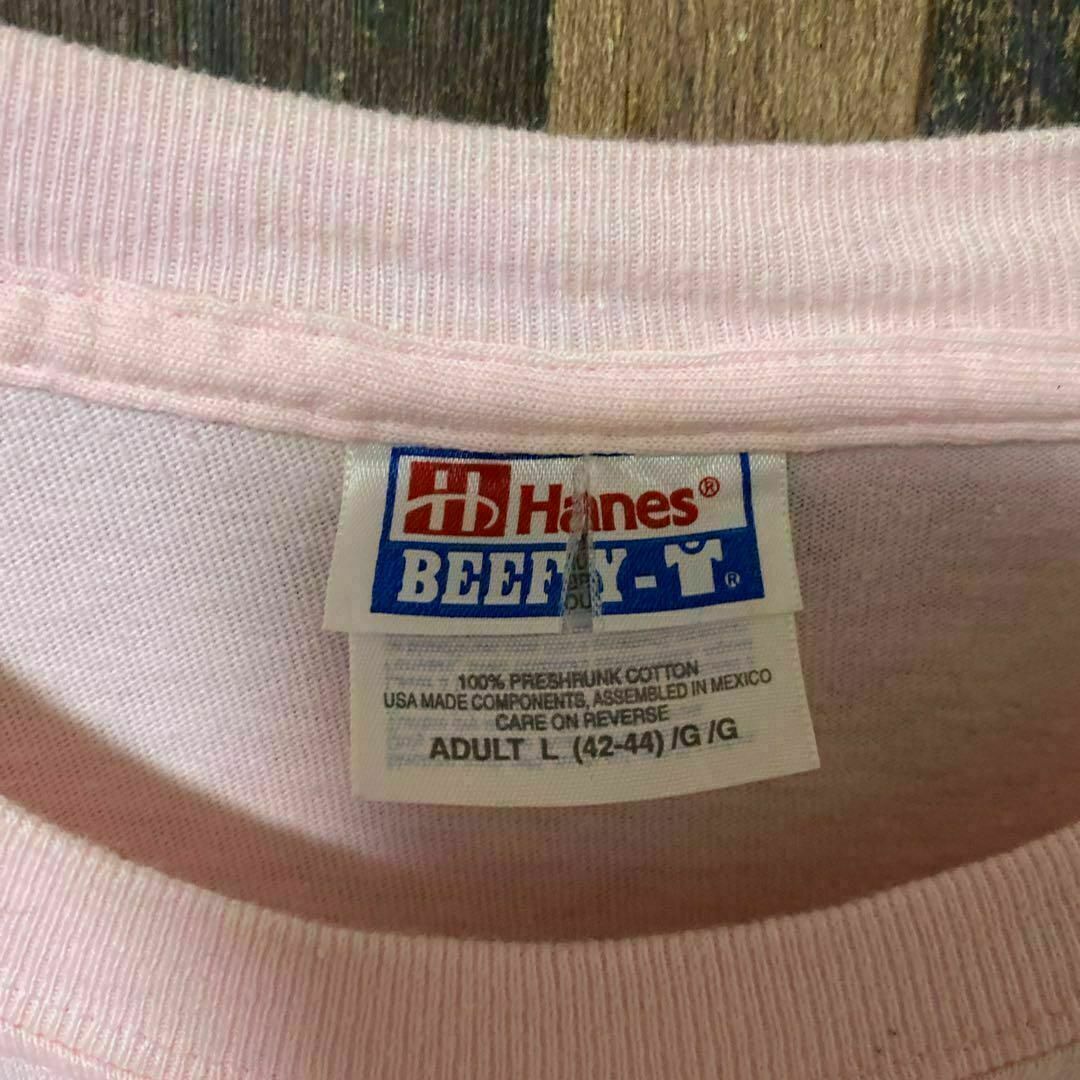 Hanes®
BEEFY-T®
100% PRESHRUNK COTTON
USA MADE COMPONENTS, ASSEMBLED IN MEXICO
CARE ON REVERSE
ADULT L (42-44) /G /G